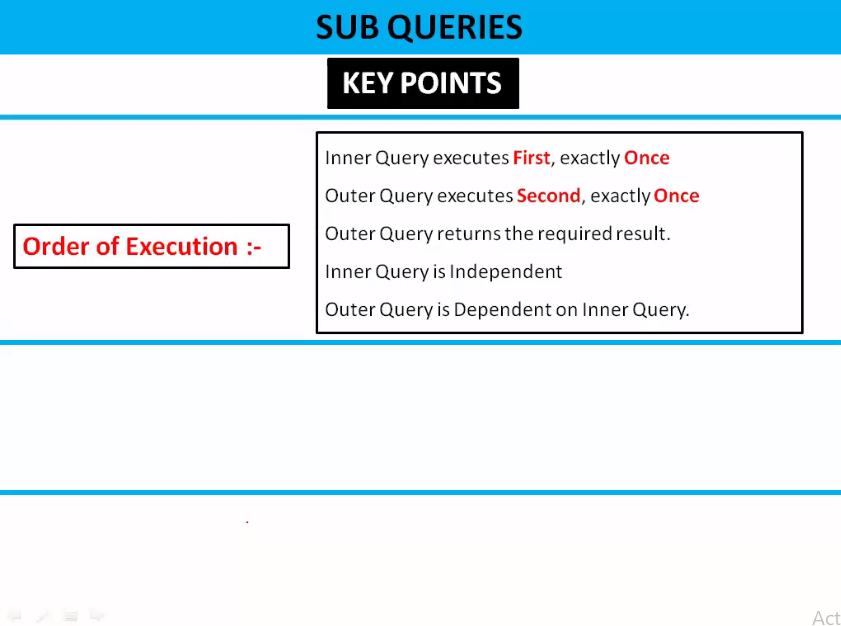 SUB QUERIES
KEY POINTS
Order of Execution :-
Inner Query executes First, exactly Once
Outer Query executes Second, exactly Once
Outer Query returns the required result.
Inner Query is Independent
Outer Query is Dependent on Inner Query.
Act